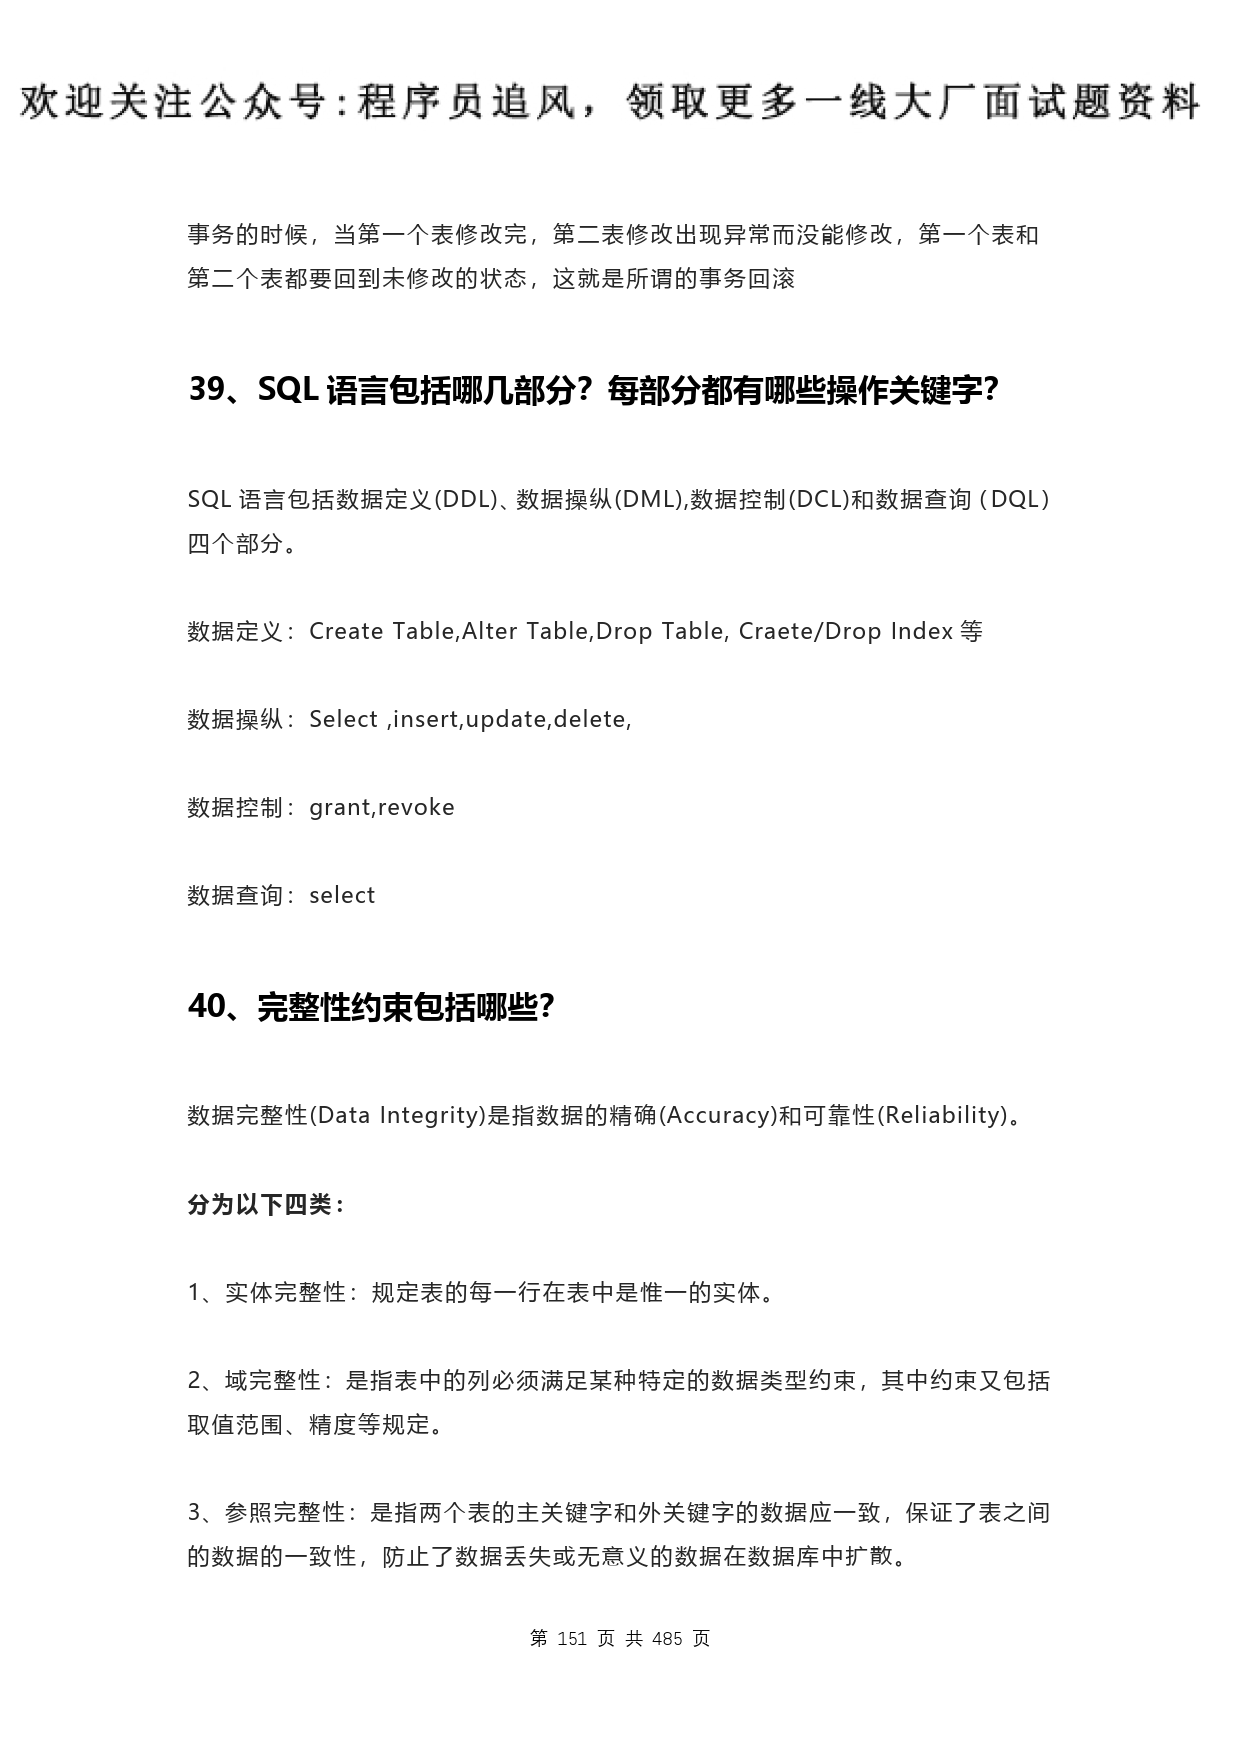 欢迎关注公众号:程序员追风，领取更多一线大厂面试题资料
事务的时候，当第一个表修改完，第二表修改出现异常而没能修改，第一个表和
第二个表都要回到未修改的状态，这就是所谓的事务回滚
39、SQL 语言包括哪几部分？每部分都有哪些操作关键字？
SQL 语言包括数据定义(DDL)、数据操纵(DML),数据控制(DCL)和数据查询（DQL）
四个部分。
数据定义：Create Table,Alter Table,Drop Table, Craete/Drop Index 等
数据操纵：Select ,insert,update,delete,
数据控制：grant,revoke
数据查询：select
40、完整性约束包括哪些？
数据完整性(Data Integrity)是指数据的精确(Accuracy)和可靠性(Reliability)。
分为以下四类：
1、实体完整性：规定表的每一行在表中是惟一的实体。
2、域完整性：是指表中的列必须满足某种特定的数据类型约束，其中约束又包括
取值范围、精度等规定。
3、参照完整性：是指两个表的主关键字和外关键字的数据应一致，保证了表之间
的数据的一致性，防止了数据丢失或无意义的数据在数据库中扩散。
第 151 页 共 485 页